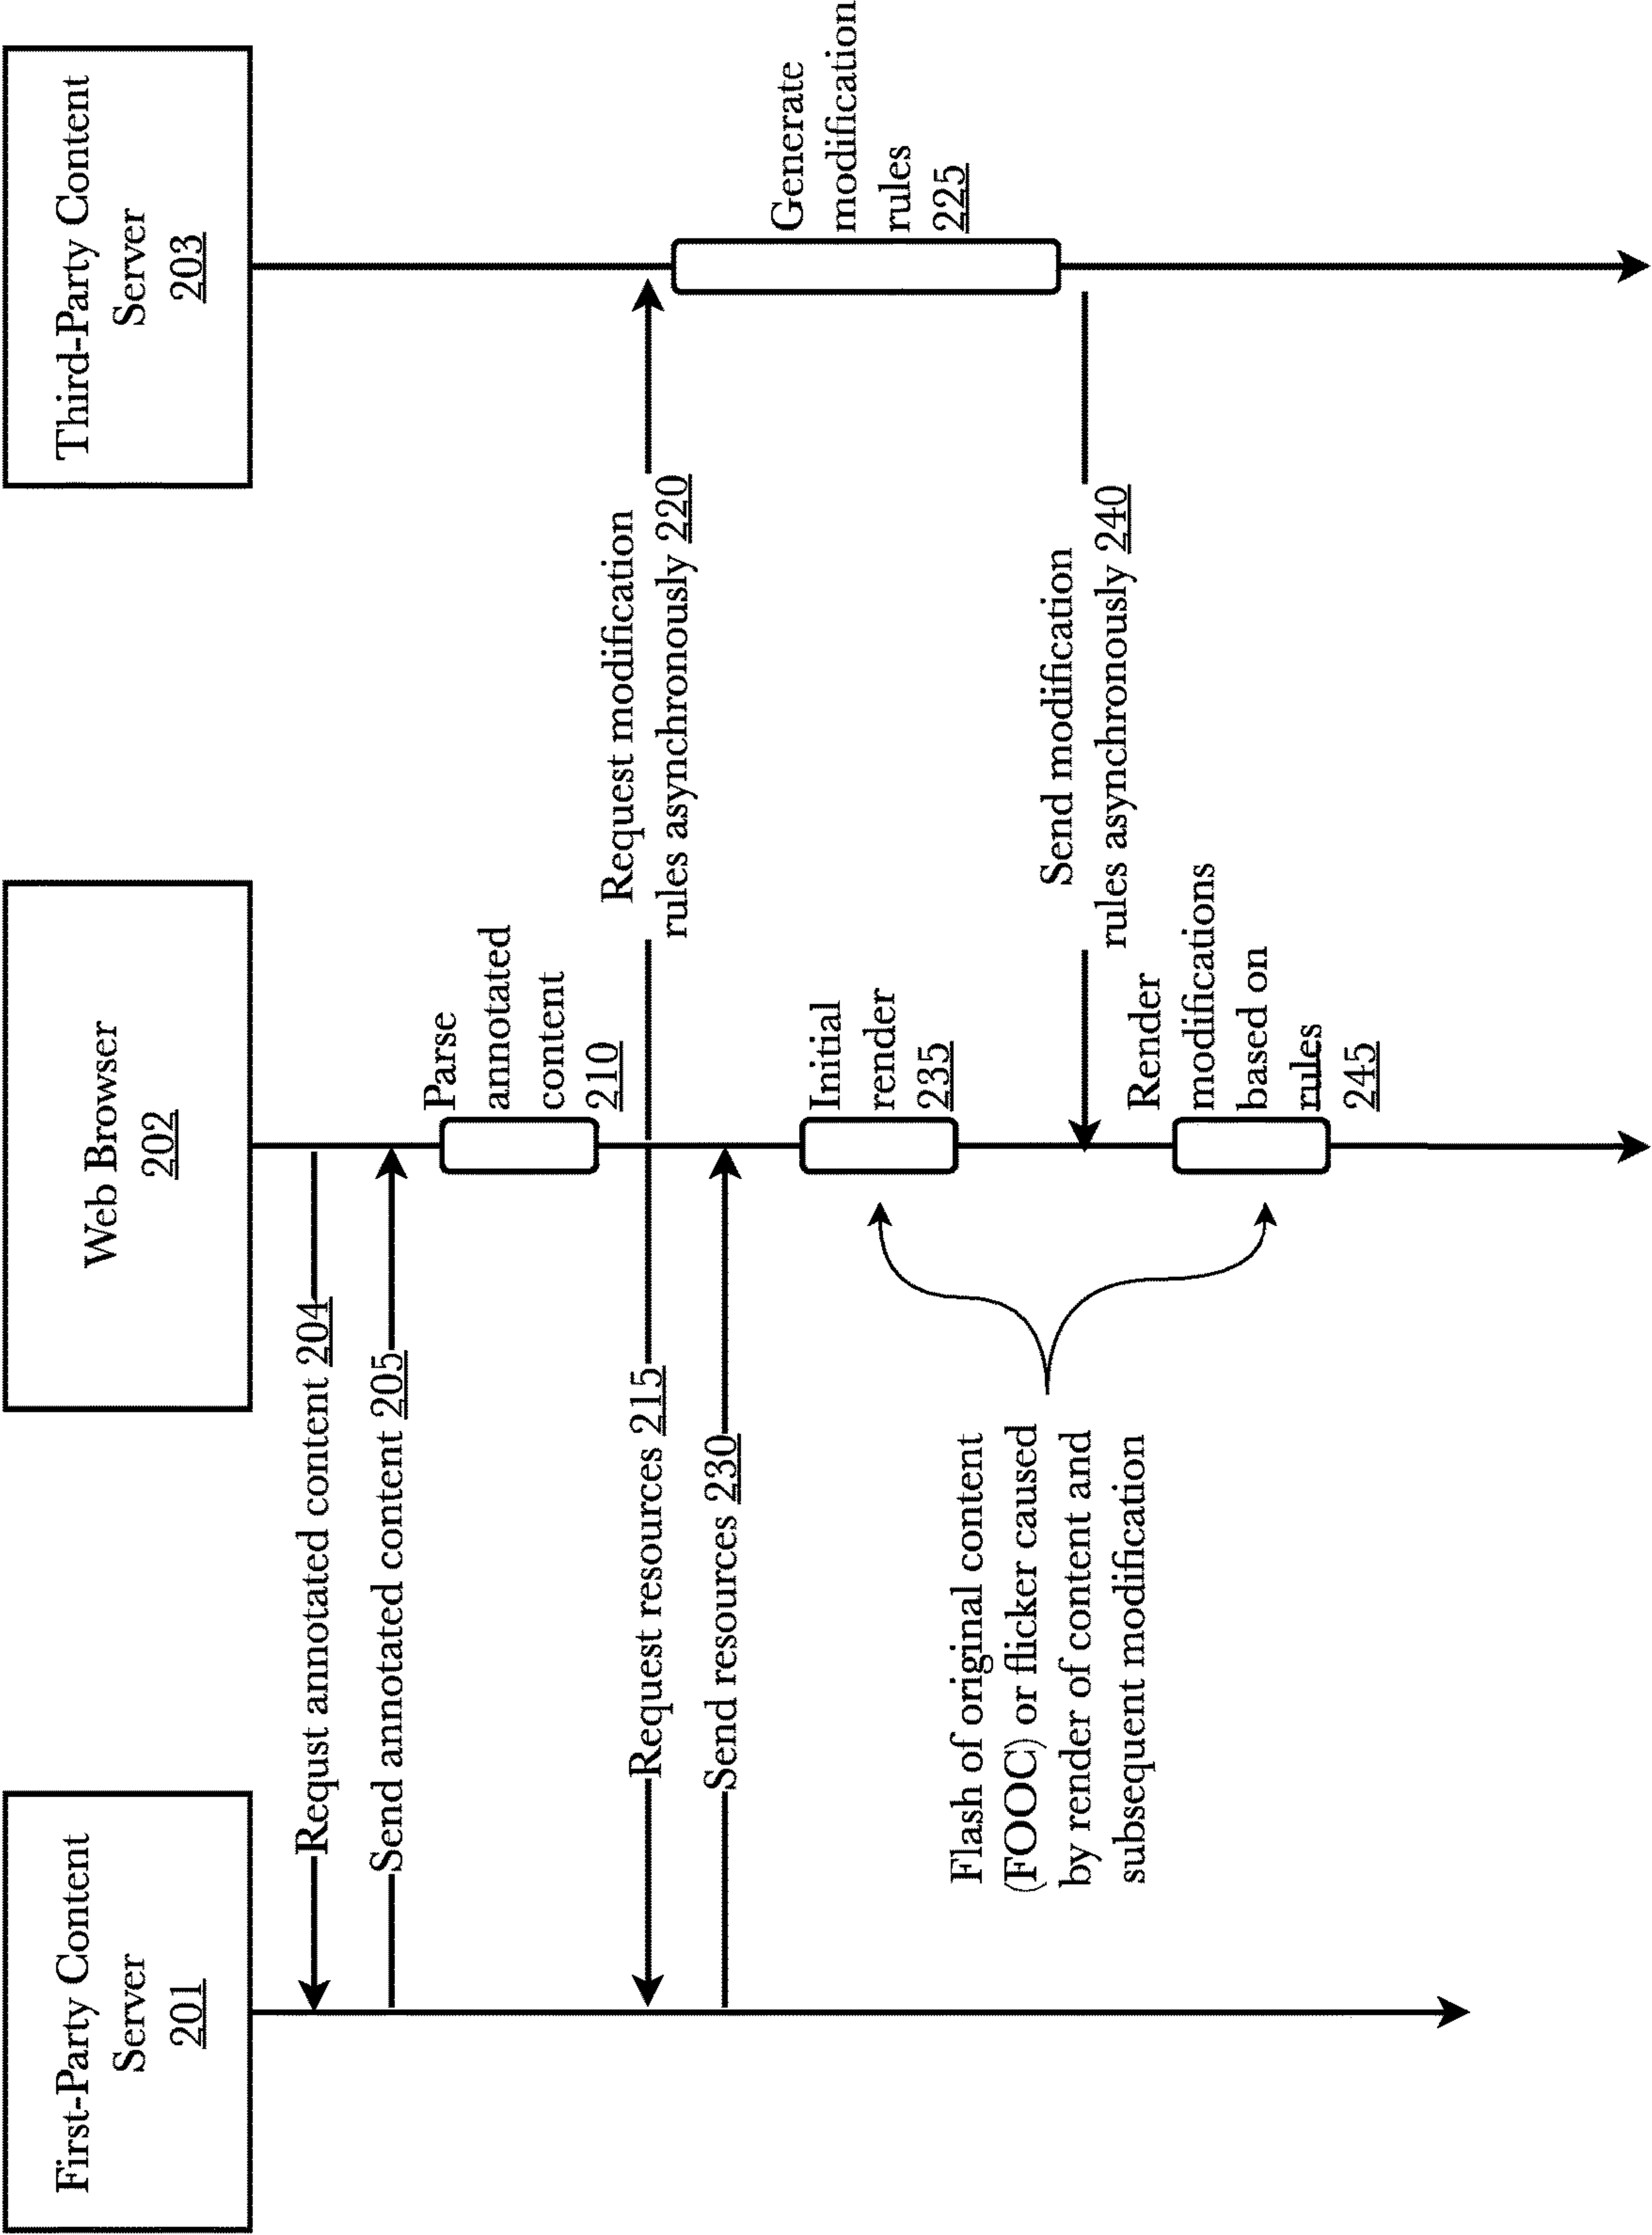 First-Party Content
Server
201
Web Browser
202
Third-Party Content
Server
203
Requst annotated content 204
Send annotated content 205
Parse
annotated
content
210
Request resources 215
Request modification
rules asynchronously 220
Generate
modification
rules
225
Send resources 230
Initial
render
235
Send modification
rules asynchronously 240
Render
modifications
based on
rules
245
Flash of original content
(FOOC) or flicker caused
by render of content and
subsequent modification